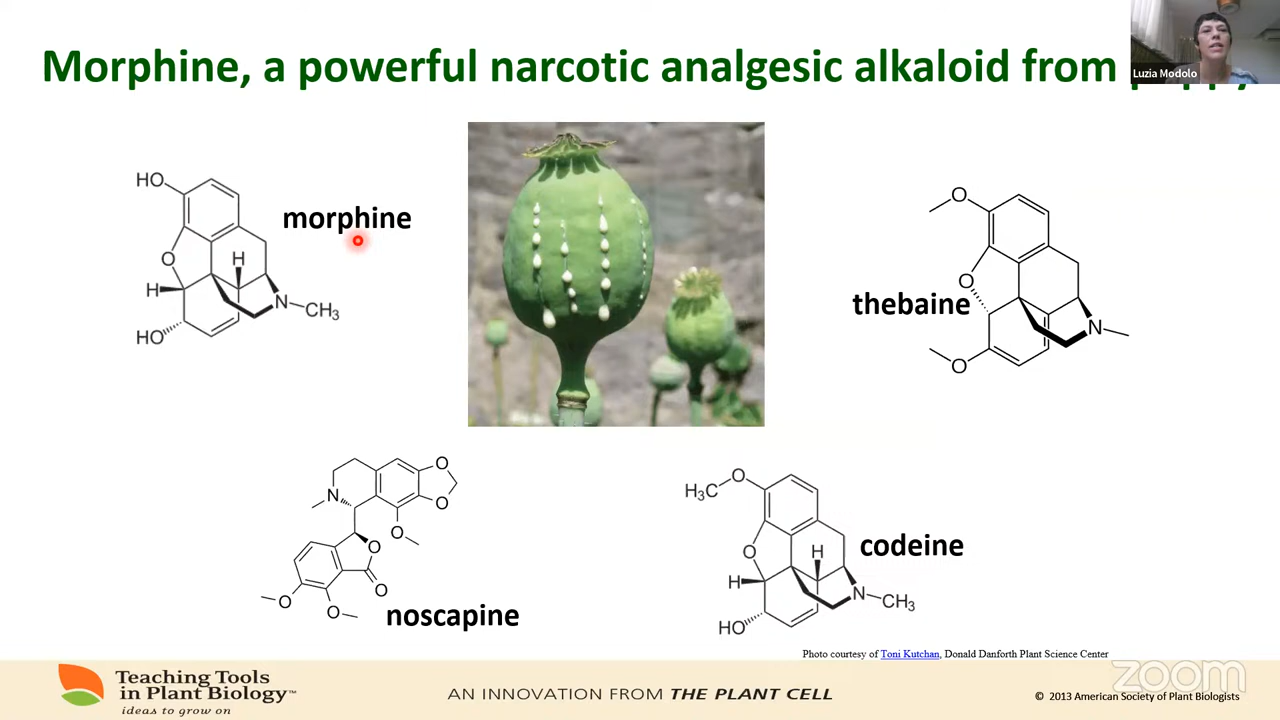 Morphine, a powerful narcotic analgesic alkaloid from
Luzia Modolo
HO
morphine
O
H
H
N
CH3
HO
O
O
thebaine
N
O
O
O
N
O
O
O
O
O
noscapine
H3C
O
O
H
H
codeine
N
CH3
HO
Photo courtesy of Toni Kutchan, Donald Danforth Plant Science Center
zoom
Teaching Tools
in Plant Biology™
ideas to grow on
AN INNOVATION FROM THE PLANT CELL
© 2013 American Society of Plant Biologists